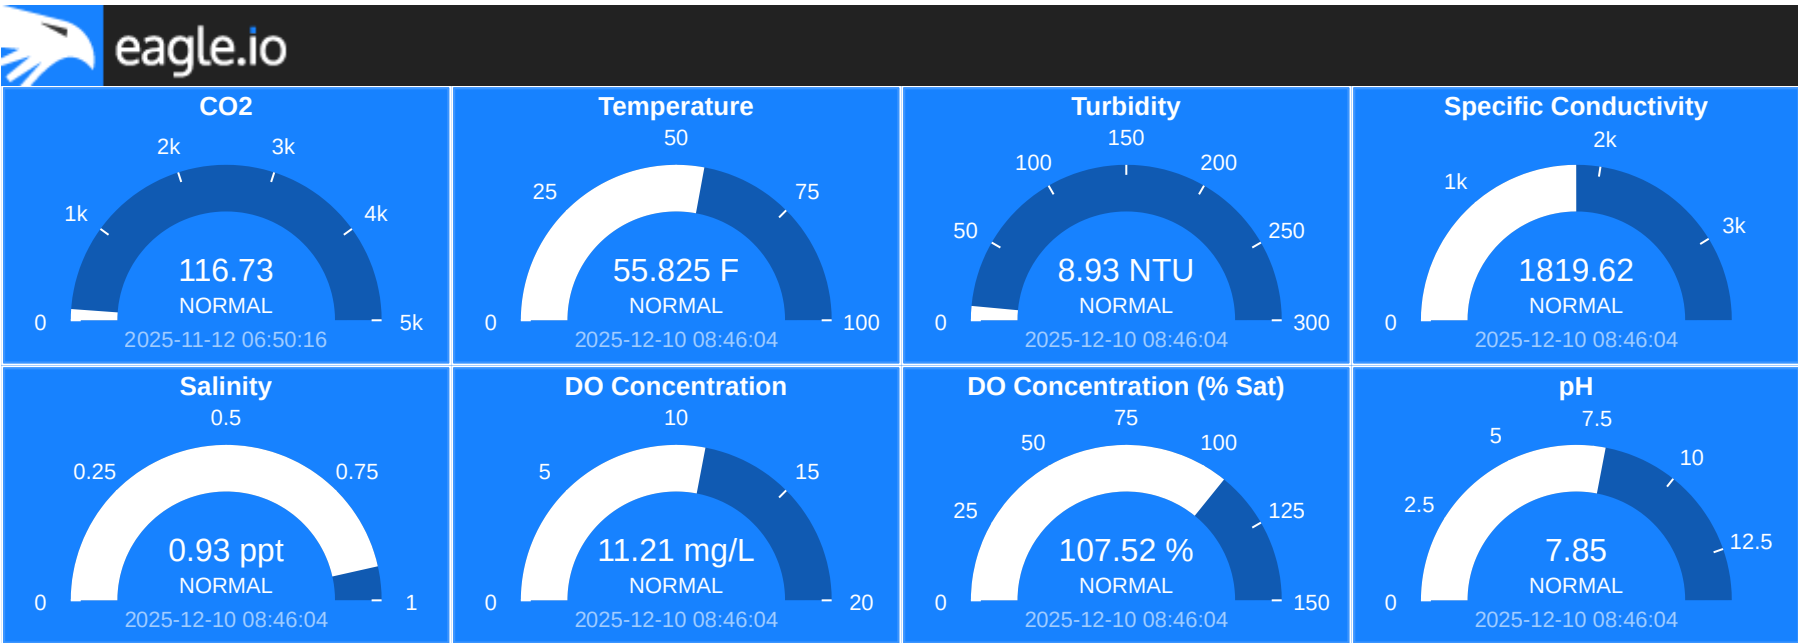 eagle.io
CO2
0
1k
2k
3k
4k
5k
116.73
NORMAL
2025-11-12 06:50:16
Temperature
0
25
50
75
100
55.825 F
NORMAL
2025-12-10 08:46:04
Turbidity
0
50
100
150
200
250
300
8.93 NTU
NORMAL
2025-12-10 08:46:04
Specific Conductivity
0
1k
2k
3k
1819.62
NORMAL
2025-12-10 08:46:04
Salinity
0
0.25
0.5
0.75
1
0.93 ppt
NORMAL
2025-12-10 08:46:04
DO Concentration
0
5
10
15
20
11.21 mg/L
NORMAL
2025-12-10 08:46:04
DO Concentration (% Sat)
0
25
50
75
100
125
150
107.52 %
NORMAL
2025-12-10 08:46:04
pH
0
2.5
5
7.5
10
12.5
7.85
NORMAL
2025-12-10 08:46:04